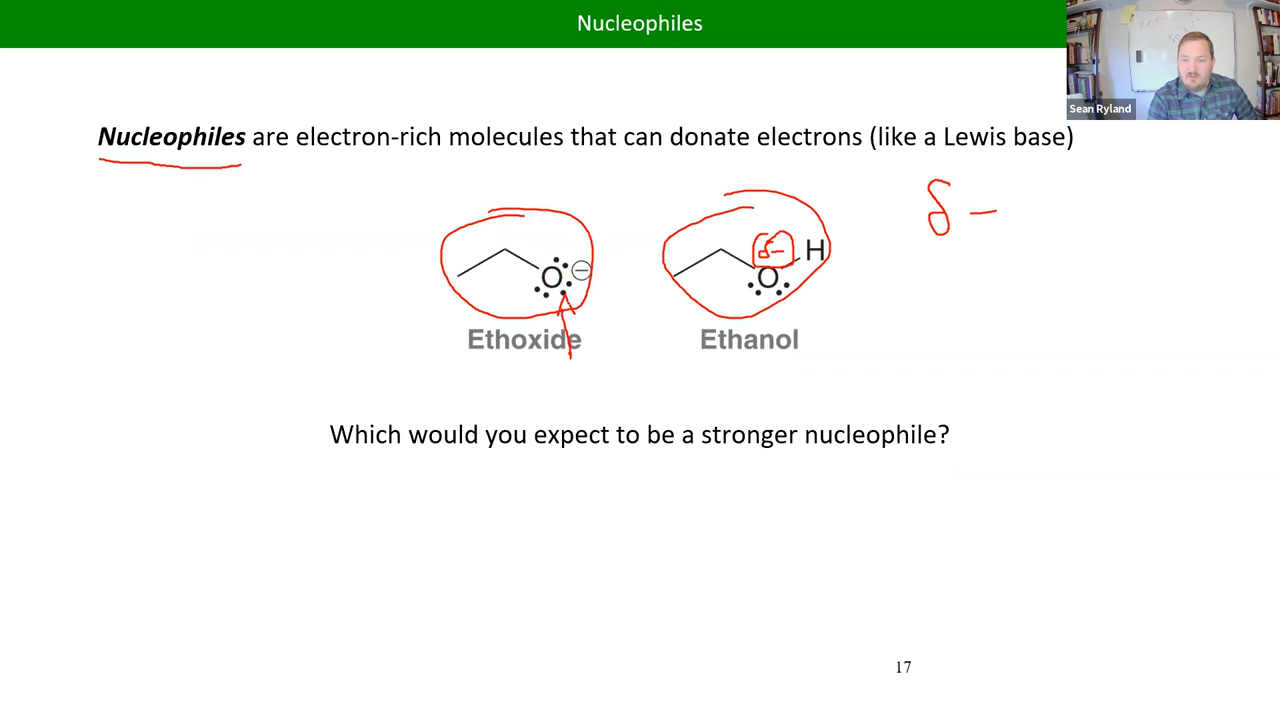 Nucleophiles
Sean Ryland
Nucleophiles are electron-rich molecules that can donate electrons (like a Lewis base)
δ −
δ−
H
O −
O
Ethoxide
Ethanol
Which would you expect to be a stronger nucleophile?
17